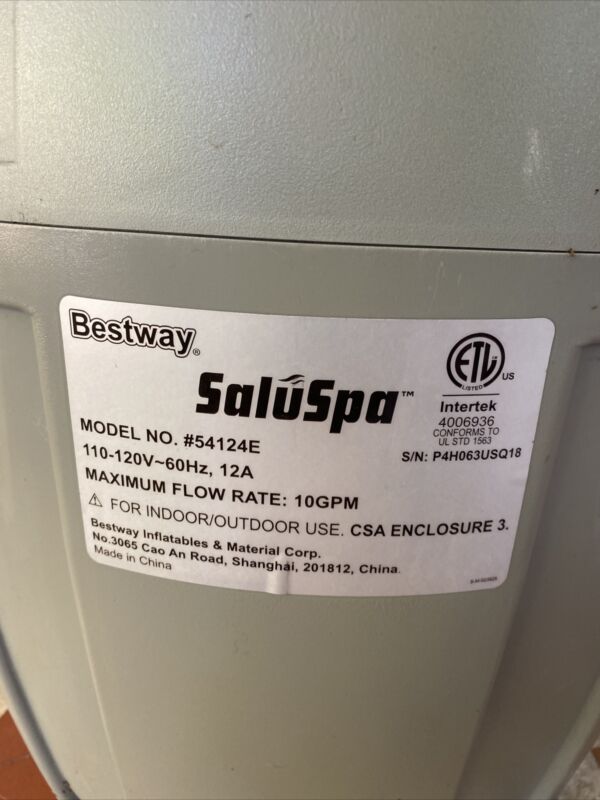 Bestway®
SaluSpa™
ETL
LISTED
US
Intertek
4006936
CONFORMS TO
UL STD 1563
S/N: P4H063USQ18
MODEL NO. #54124E
110-120V~60Hz, 12A
MAXIMUM FLOW RATE: 10GPM
⚠ FOR INDOOR/OUTDOOR USE. CSA ENCLOSURE 3.
Bestway Inflatables & Material Corp.
No.3065 Cao An Road, Shanghai, 201812, China.
Made in China